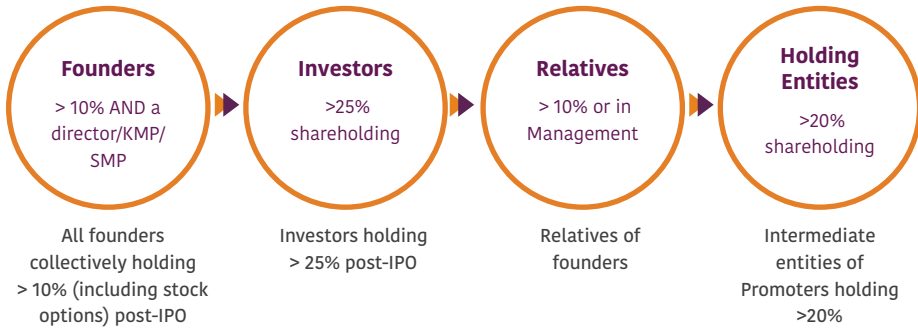 Founders
> 10% AND a
director/KMP/
SMP
Investors
>25%
shareholding
Relatives
> 10% or in
Management
Holding
Entities
>20%
shareholding
All founders
collectively holding
> 10% (including stock
options) post-IPO
Investors holding
> 25% post-IPO
Relatives of
founders
Intermediate
entities of
Promoters holding
>20%